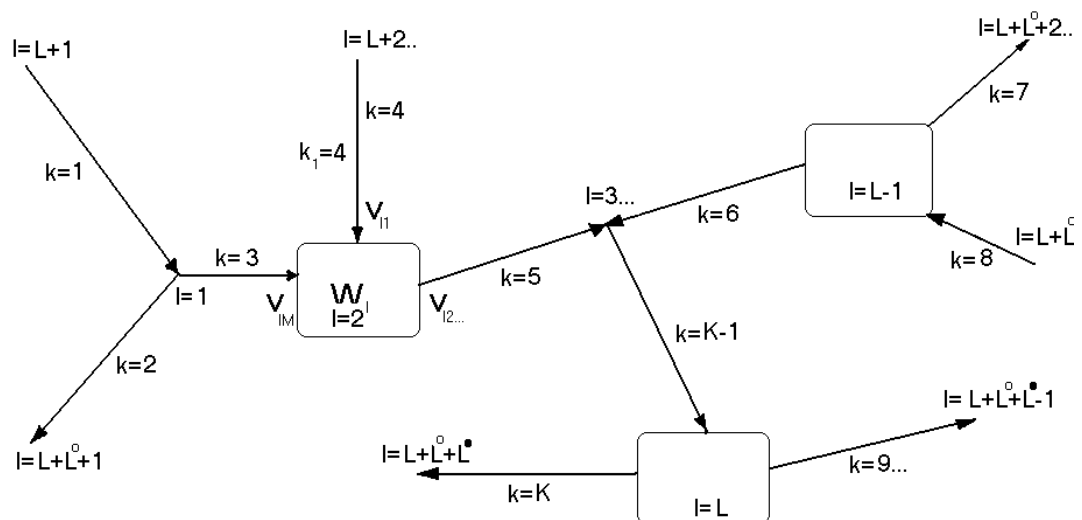 l=L+1
l=L+2..
l=L+L°+2...
k=1
k=4
k₁=4
k=7
V_l1
l=3...
k=6
l=L-1
l=L+L°
k=8
k=3
l=1
V_lM
W_l
l=2
V_l2...
k=5
k=2
k=K-1
l=L+L°+1
l=L+L°+L•
l= L+L°+L•-1
k=K
k=9...
l=L